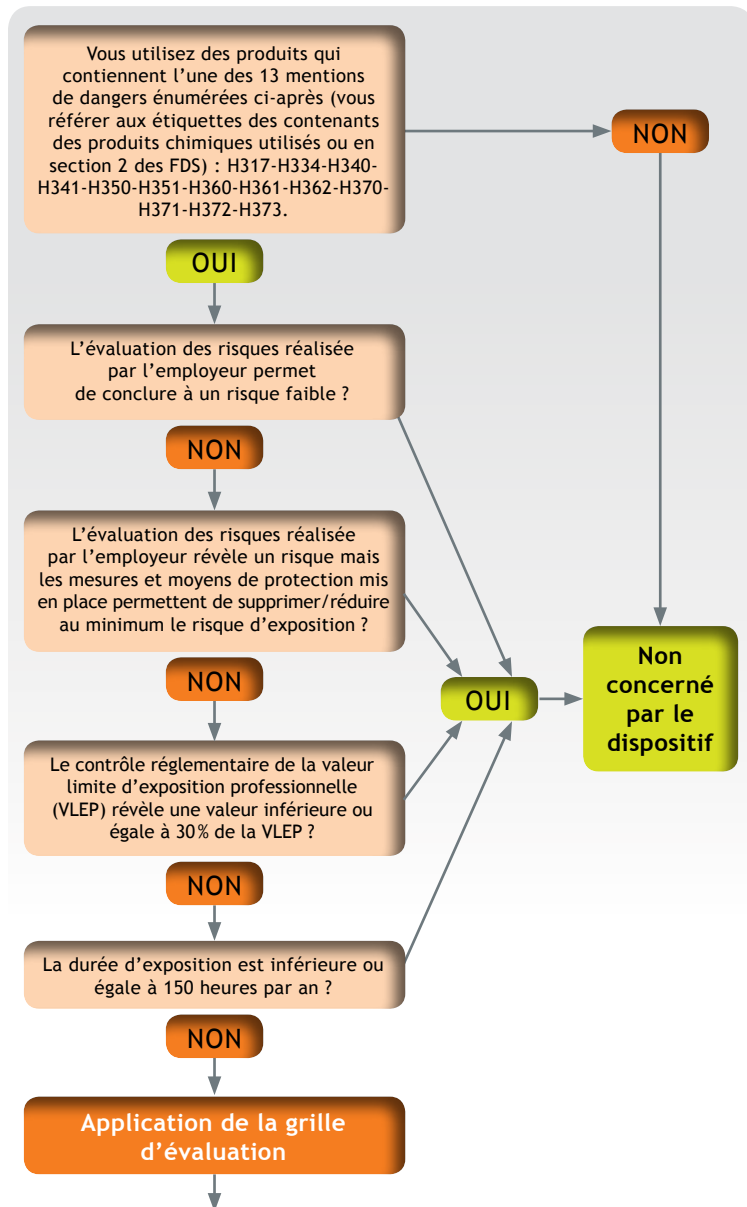 Vous utilisez des produits qui
contiennent l’une des 13 mentions
de dangers énumérées ci-après (vous
référer aux étiquettes des contenants
des produits chimiques utilisés ou en
section 2 des FDS) : H317-H334-H340-
H341-H350-H351-H360-H361-H362-H370-
H371-H372-H373.
NON
OUI
L’évaluation des risques réalisée
par l’employeur permet
de conclure à un risque faible ?
NON
L’évaluation des risques réalisée
par l’employeur révèle un risque mais
les mesures et moyens de protection mis
en place permettent de supprimer/réduire
au minimum le risque d’exposition ?
NON
OUI
Non
concerné
par le
dispositif
Le contrôle réglementaire de la valeur
limite d’exposition professionnelle
(VLEP) révèle une valeur inférieure ou
égale à 30% de la VLEP ?
NON
La durée d’exposition est inférieure ou
égale à 150 heures par an ?
NON
Application de la grille
d’évaluation